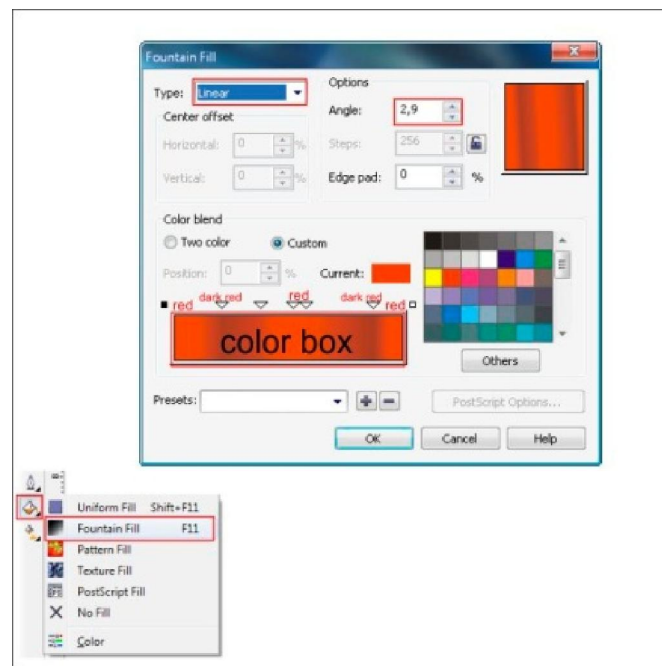 Fountain Fill
Type: Linear
Options
Center offset
Angle: 2,9
Horizontal: 0 %
Steps: 256
Vertical: 0 %
Edge pad: 0 %
Color blend
Two color Custom
Position: 0 % Current:
red dark red red dark red red
color box
Others
Presets:
PostScript Options...
OK Cancel Help
Uniform Fill Shift+F11
Fountain Fill F11
Pattern Fill
Texture Fill
PostScript Fill
No Fill
Color